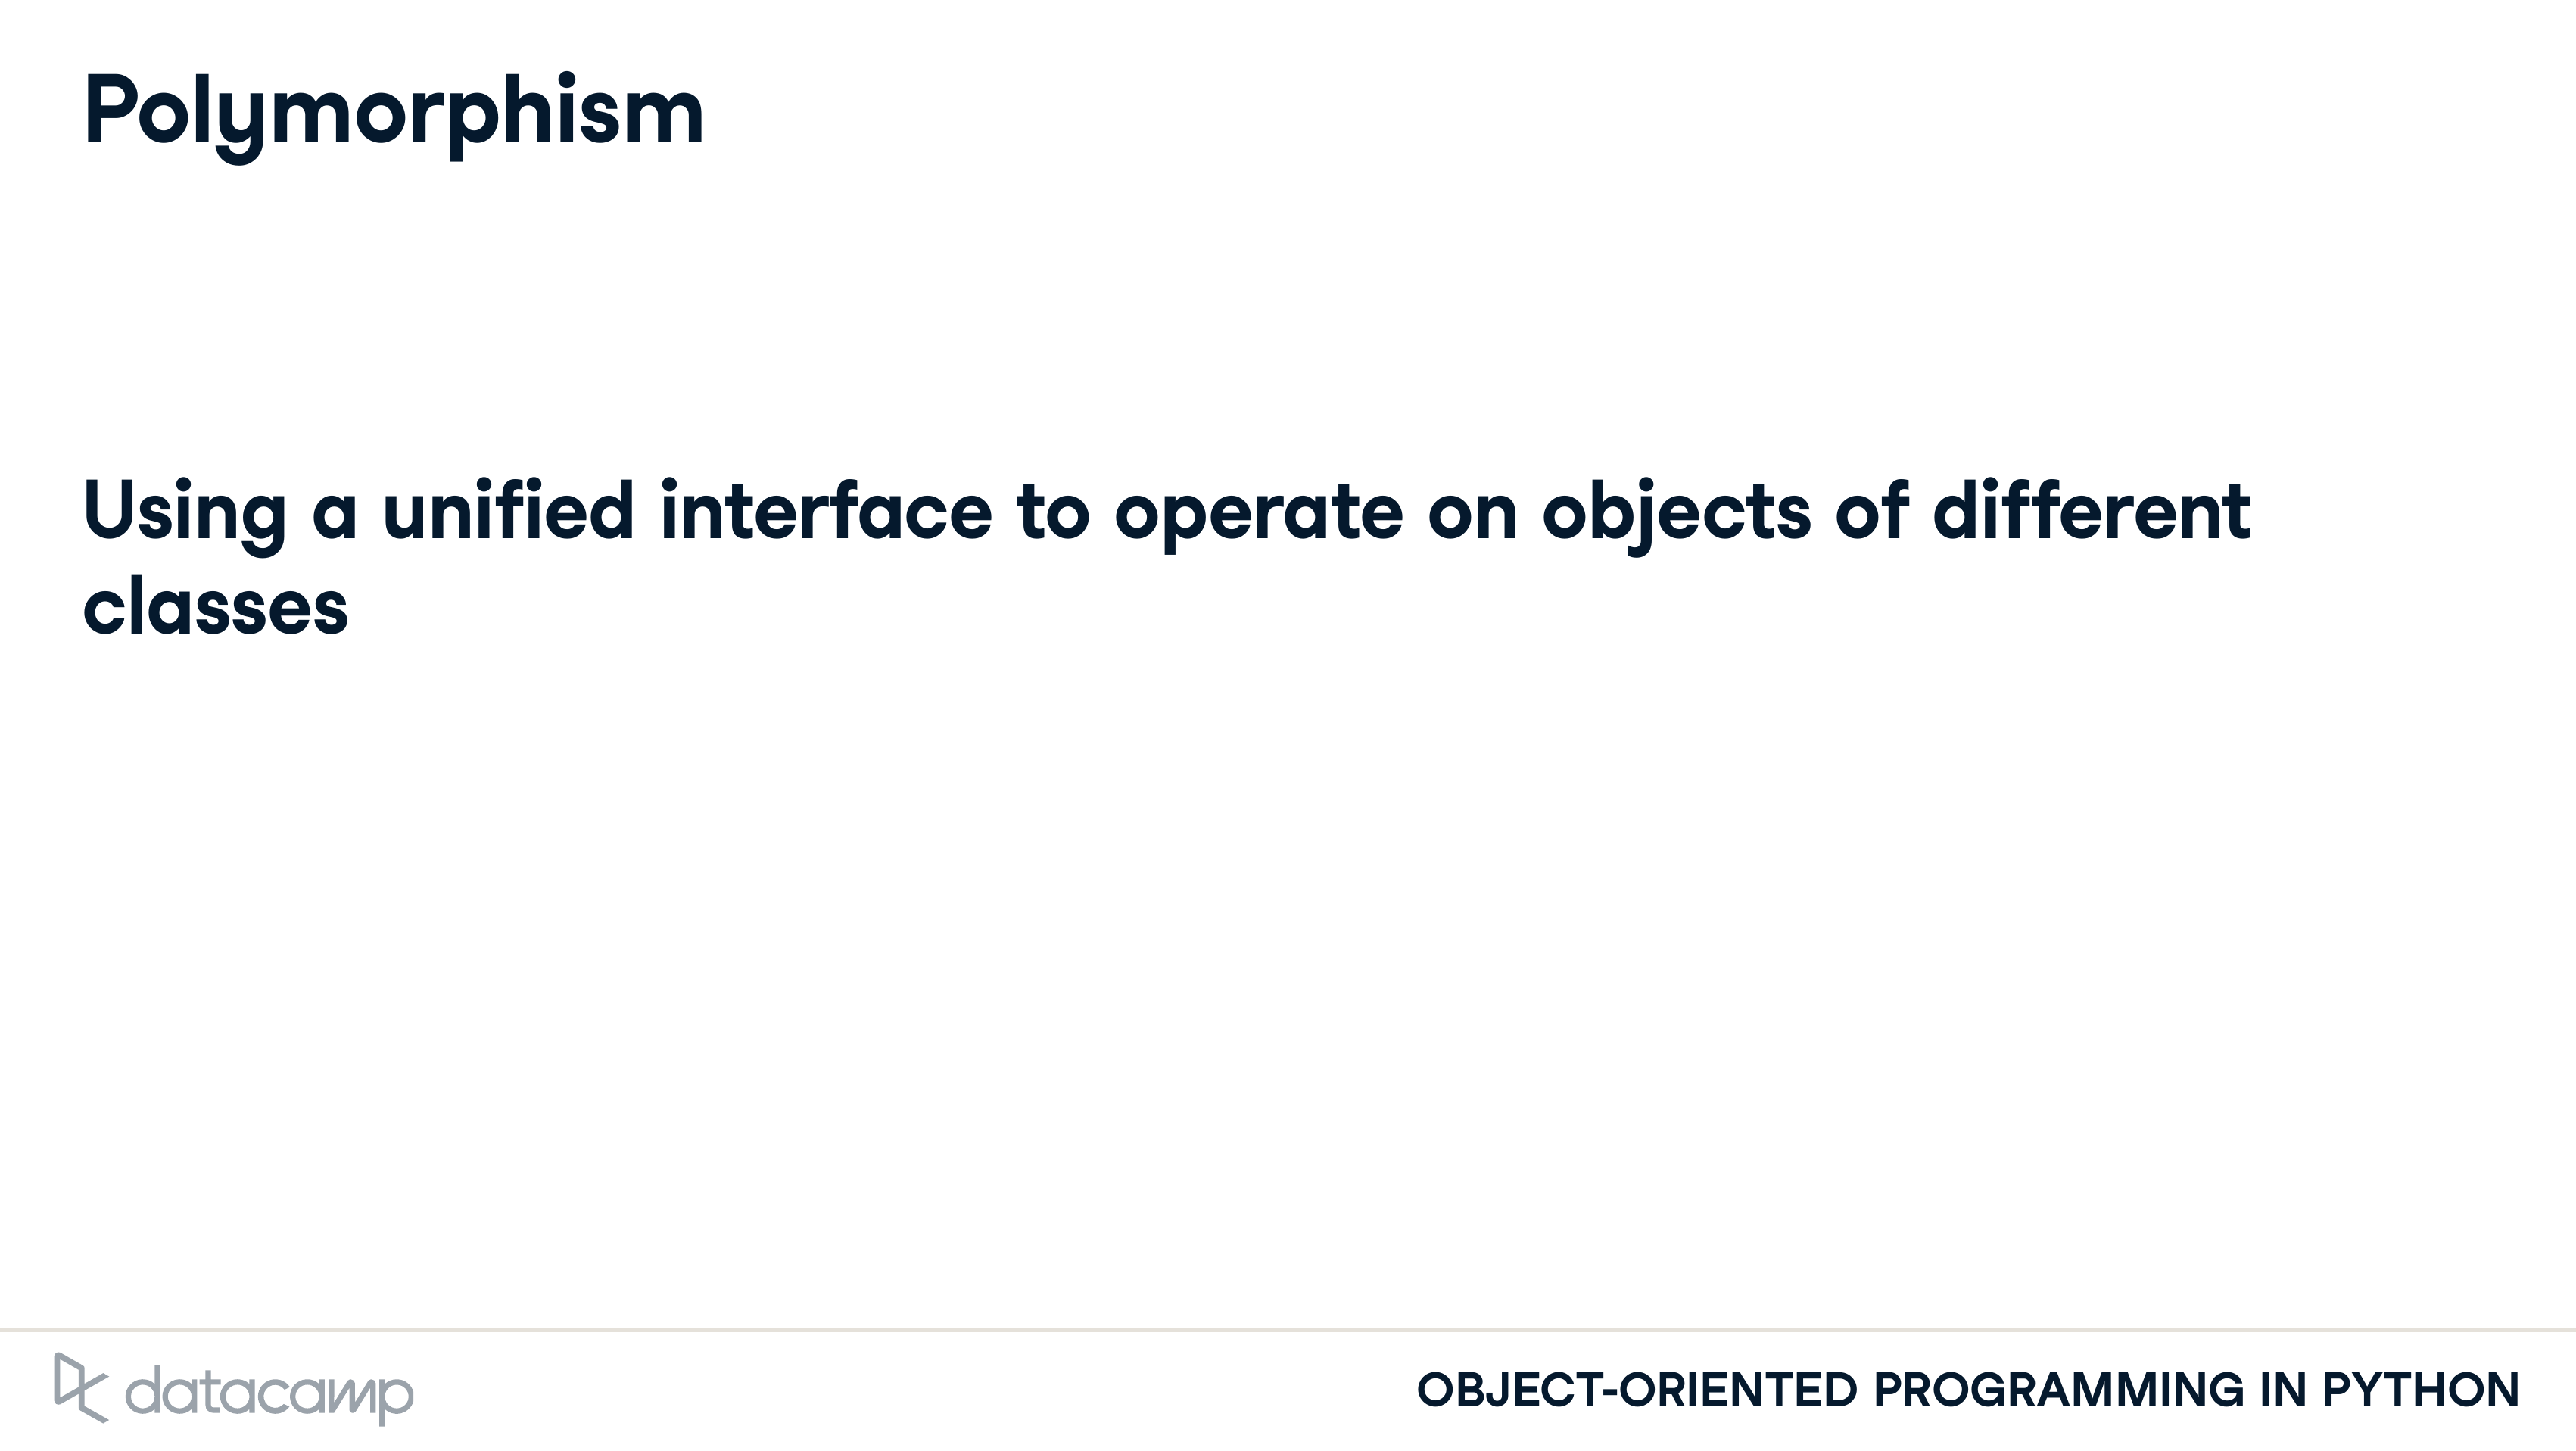 Polymorphism
Using a unified interface to operate on objects of different
classes
datacamp
OBJECT-ORIENTED PROGRAMMING IN PYTHON